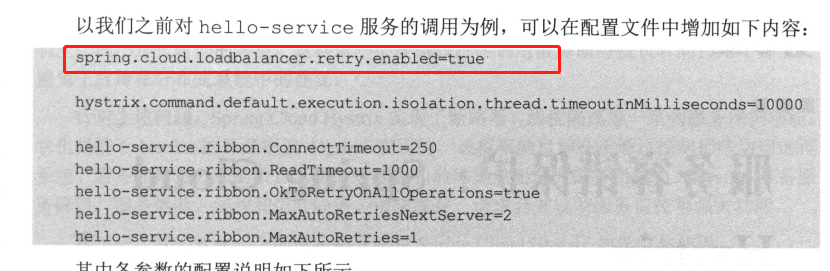 以我们之前对 hello-service 服务的调用为例，可以在配置文件中增加如下内容：
spring.cloud.loadbalancer.retry.enabled=true
hystrix.command.default.execution.isolation.thread.timeoutInMilliseconds=10000
hello-service.ribbon.ConnectTimeout=250
hello-service.ribbon.ReadTimeout=1000
hello-service.ribbon.OkToRetryOnAllOperations=true
hello-service.ribbon.MaxAutoRetriesNextServer=2
hello-service.ribbon.MaxAutoRetries=1
其中各参数的配置说明如下所示